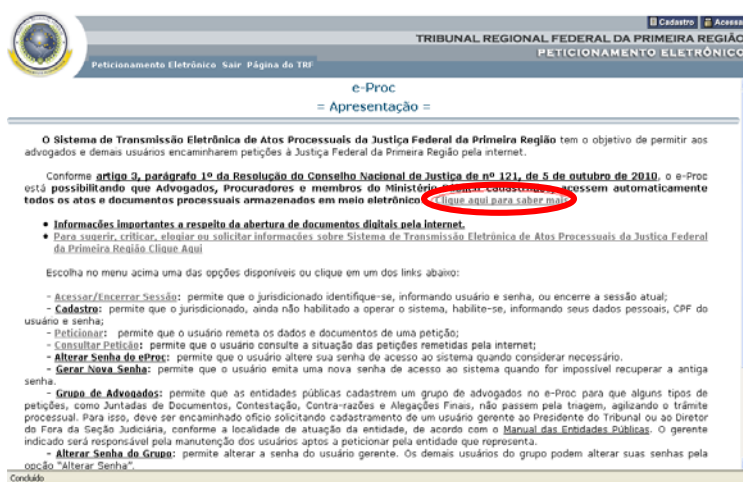 Cadastro Acessa
TRIBUNAL REGIONAL FEDERAL DA PRIMEIRA REGIÃO
PETICIONAMENTO ELETRÔNICO
Peticionamento Eletrônico Sair Página do TRF
e-Proc
= Apresentação =
O Sistema de Transmissão Eletrônica de Atos Processuais da Justiça Federal da Primeira Região tem o objetivo de permitir aos
advogados e demais usuários encaminharem petições à Justiça Federal da Primeira Região pela internet.
Conforme artigo 3, parágrafo 1º da Resolução do Conselho Nacional de Justiça de nº 121, de 5 de outubro de 2010, o e-Proc
está possibilitando que Advogados, Procuradores e membros do Ministério Público cadastrados, acessem automaticamente
todos os atos e documentos processuais armazenados em meio eletrônico. Clique aqui para saber mais
• Informações importantes a respeito da abertura de documentos digitais pela internet.
• Para sugerir, criticar, elogiar ou solicitar informações sobre Sistema de Transmissão Eletrônica de Atos Processuais da Justiça Federal
da Primeira Região Clique Aqui
Escolha no menu acima uma das opções disponíveis ou clique em um dos links abaixo:
- Acessar/Encerrar Sessão: permite que o jurisdicionado identifique-se, informando usuário e senha, ou encerre a sessão atual;
- Cadastro: permite que o jurisdicionado, ainda não habilitado a operar o sistema, habilite-se, informando seus dados pessoais, CPF do
usuário e senha;
- Peticionar: permite que o usuário remeta os dados e documentos de uma petição;
- Consultar Petição: permite que o usuário consulte a situação das petições remetidas pela internet;
- Alterar Senha do eProc: permite que o usuário altere sua senha de acesso ao sistema quando considerar necessário.
- Gerar Nova Senha: permite que o usuário emita uma nova senha de acesso ao sistema quando for impossível recuperar a antiga
senha.
- Grupo de Advogados: permite que as entidades públicas cadastrem um grupo de advogados no e-Proc para que alguns tipos de
petições, como Juntadas de Documentos, Contestação, Contra-razões e Alegações Finais, não passem pela triagem, agilizando o trâmite
processual. Para isso, deve ser encaminhado ofício solicitando cadastramento de um usuário gerente ao Presidente do Tribunal ou ao Diretor
do Fora da Seção Judiciária, conforme a localidade de atuação da entidade, de acordo com o Manual das Entidades Públicas. O gerente
indicado será responsável pela manutenção dos usuários aptos a peticionar pela entidade que representa.
- Alterar Senha do Grupo: permite alterar a senha do usuário gerente. Os demais usuários do grupo podem alterar suas senhas pela
opção "Alterar Senha".
Concluído